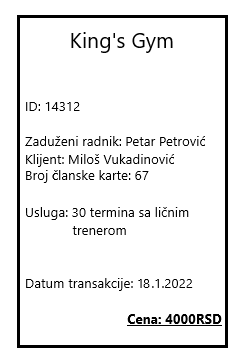 King's Gym
ID: 14312
Zaduženi radnik: Petar Petrović
Klijent: Miloš Vukadinović
Broj članske karte: 67
Usluga: 30 termina sa ličnim
trenerom
Datum transakcije: 18.1.2022
Cena: 4000RSD